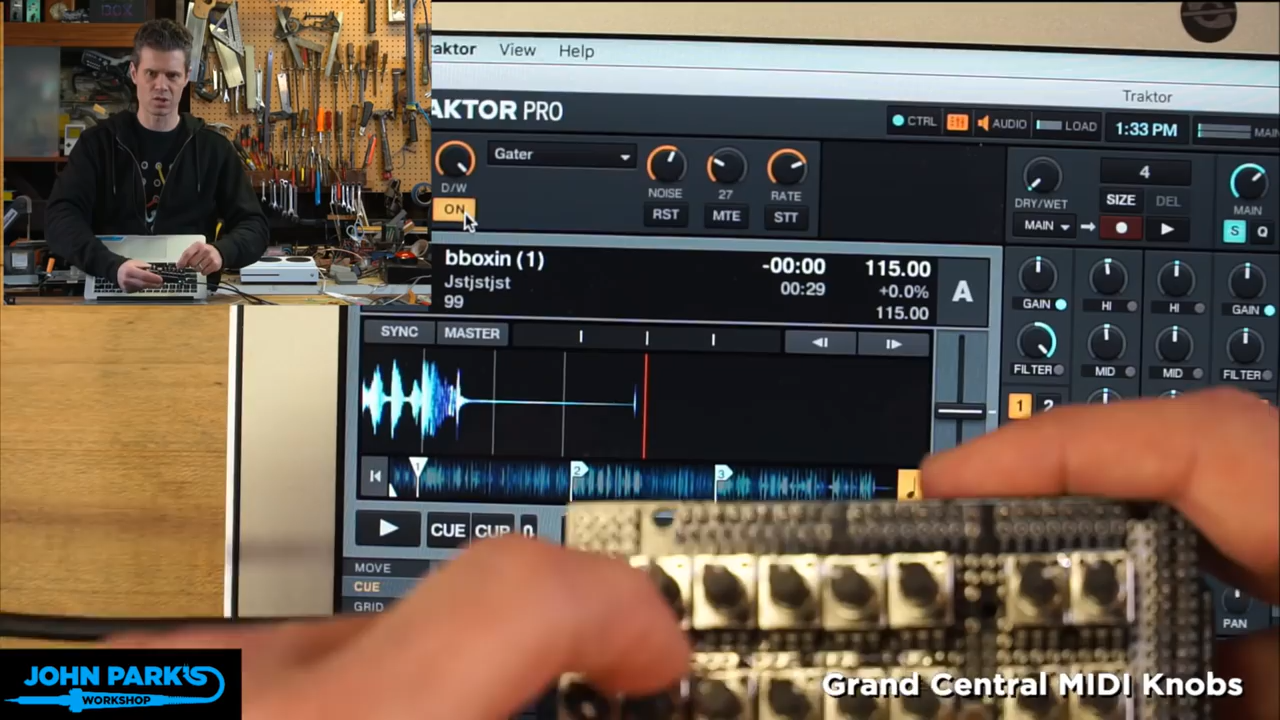 raktor View Help
Traktor
AKTOR PRO
CTRL AUDIO LOAD 1:33 PM MAIN
Gater
D/W
ON
NOISE 27 RATE
RST MTE STT
DRY/WET
MAIN
4
SIZE DEL
MAIN
S Q
bboxin (1)
Jstjstjst
99
-00:00
00:29
115.00
+0.0%
115.00
A
SYNC MASTER
GAIN HI HI GAIN
FILTER MID MID FILTER
1 2
1 2 3
CUE CUP
MOVE
CUE
GRID
PAN
JOHN PARK'S
WORKSHOP
Grand Central MIDI Knobs